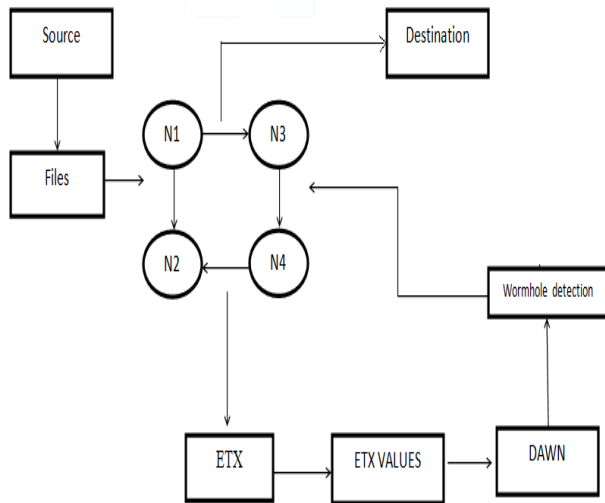 Source
Destination
N1
N3
Files
N2
N4
Wormhole detection
ETX
ETX VALUES
DAWN